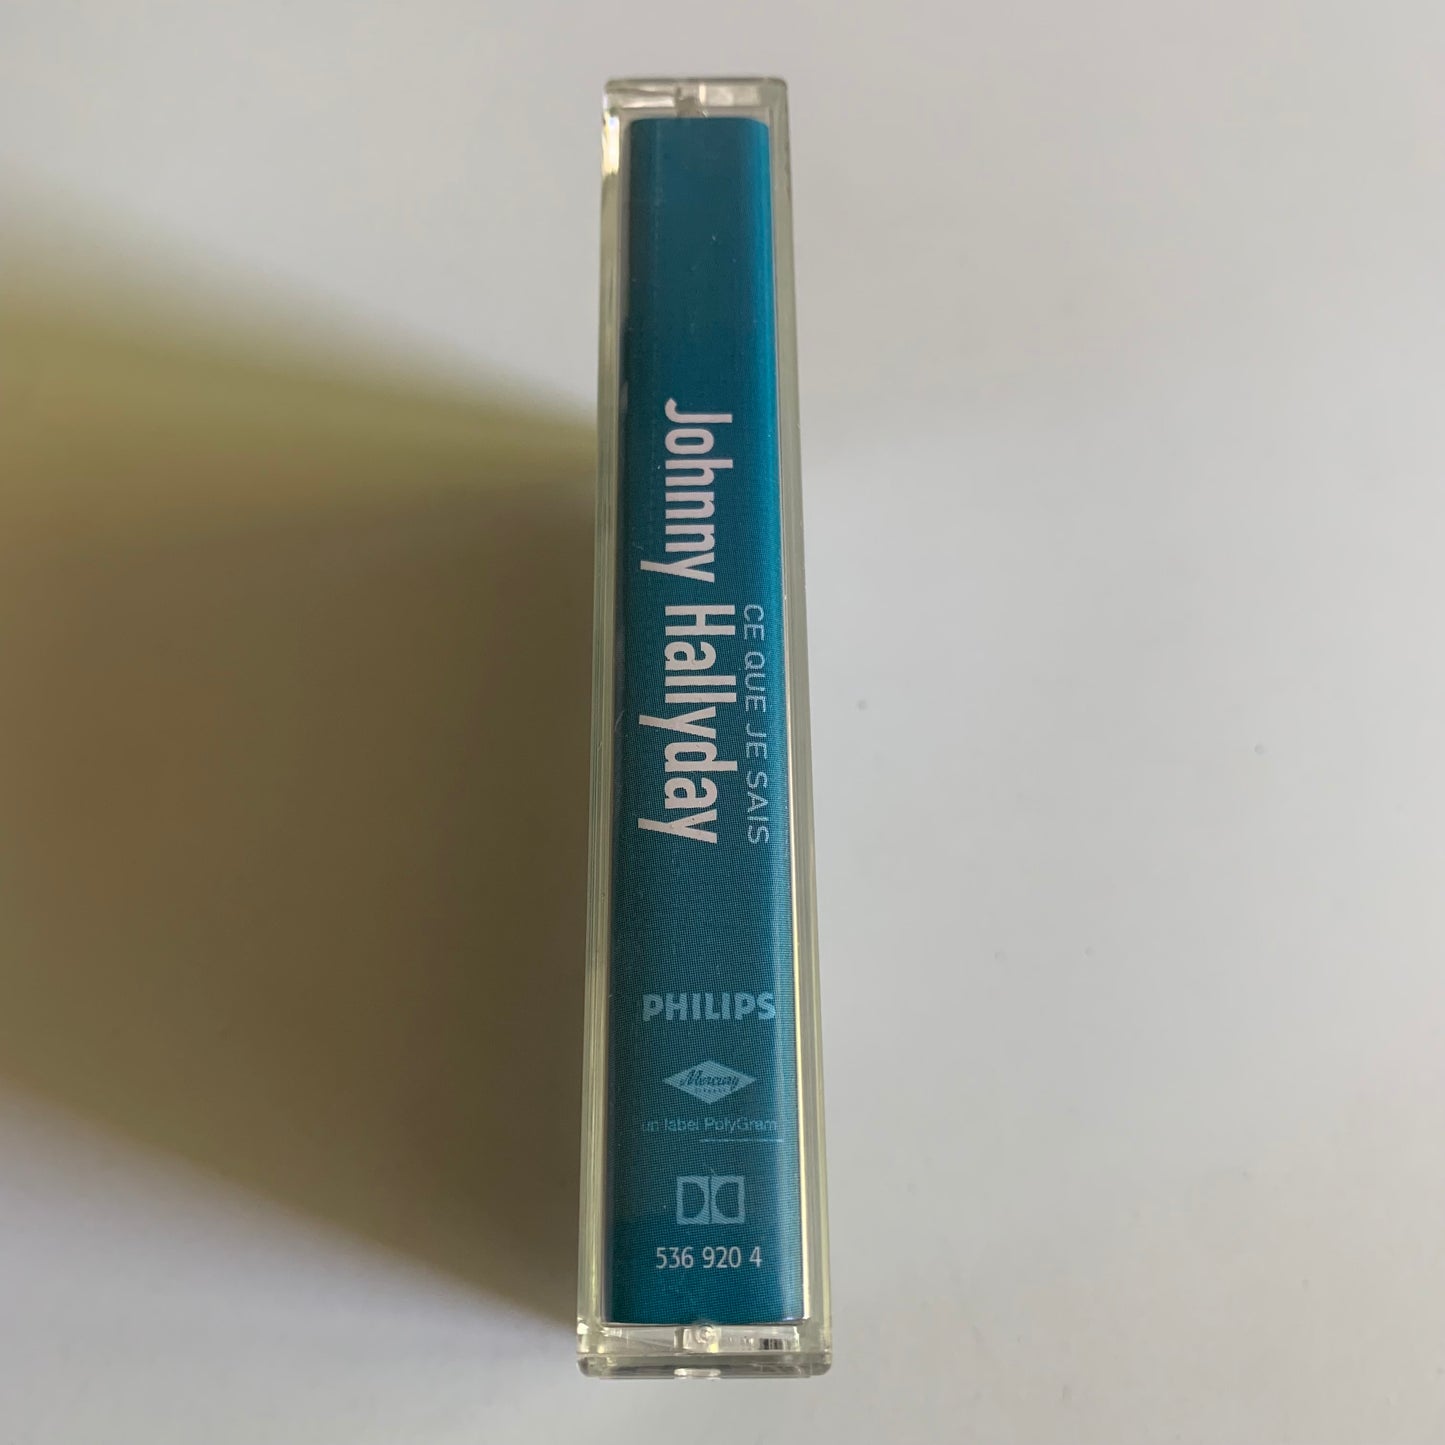 CE QUE JE SAIS
Johnny Hallyday
PHILIPS
Mercury
un label PolyGram
536 920 4